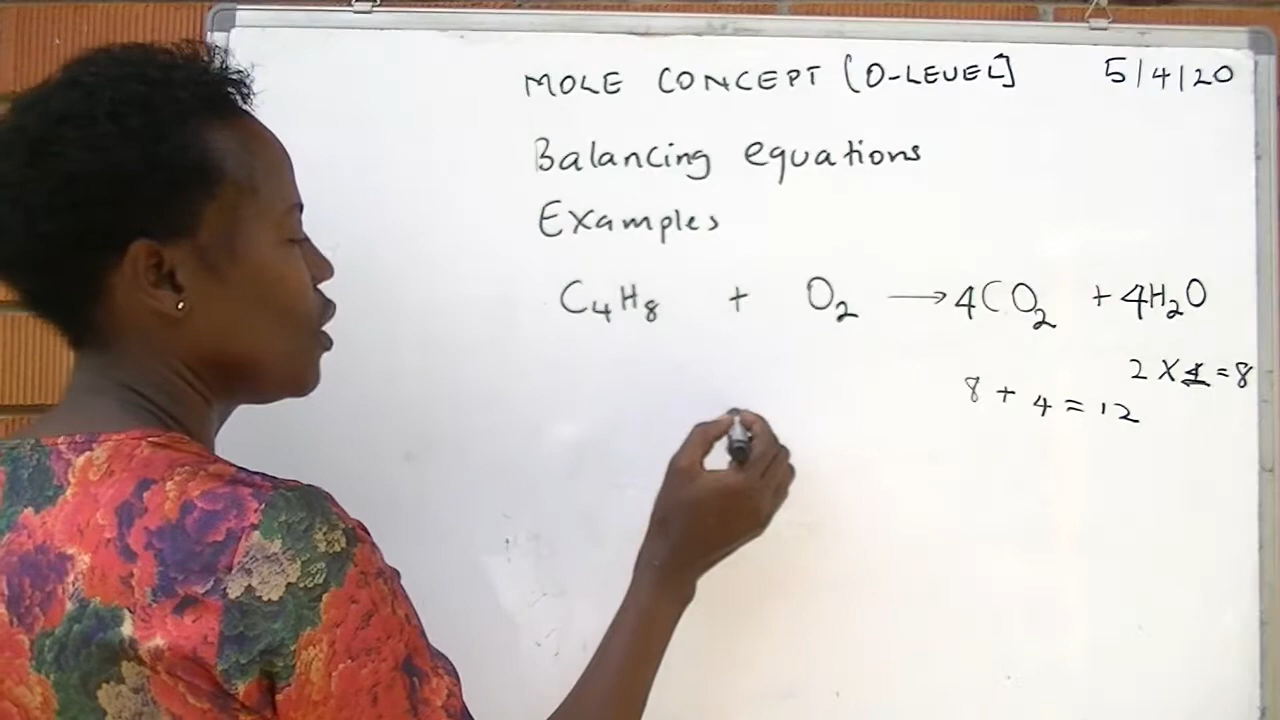 MOLE CONCEPT [O-LEVEL] 5/4/20
Balancing equations
Examples
C₄H₈ + O₂ → 4CO₂ + 4H₂O
2 X 4 = 8
8 + 4 = 12